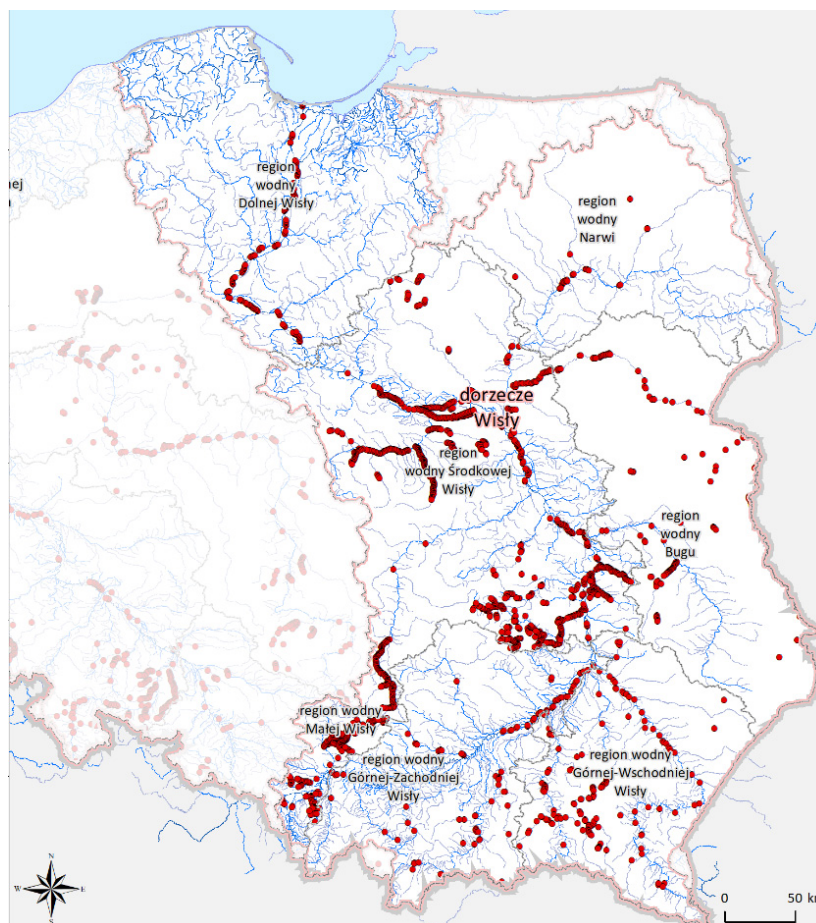 region
wodny
Dolnej Wisły
nej
region
wodny
Narwi
dorzecze
Wisły
region
wodny Środkowej
Wisły
region
wodny
Bugu
region wodny
Małej Wisły
region wodny
Górnej-Zachodniej
Wisły
region wodny
Górnej-Wschodniej
Wisły
N
W
E
S
0
50 km